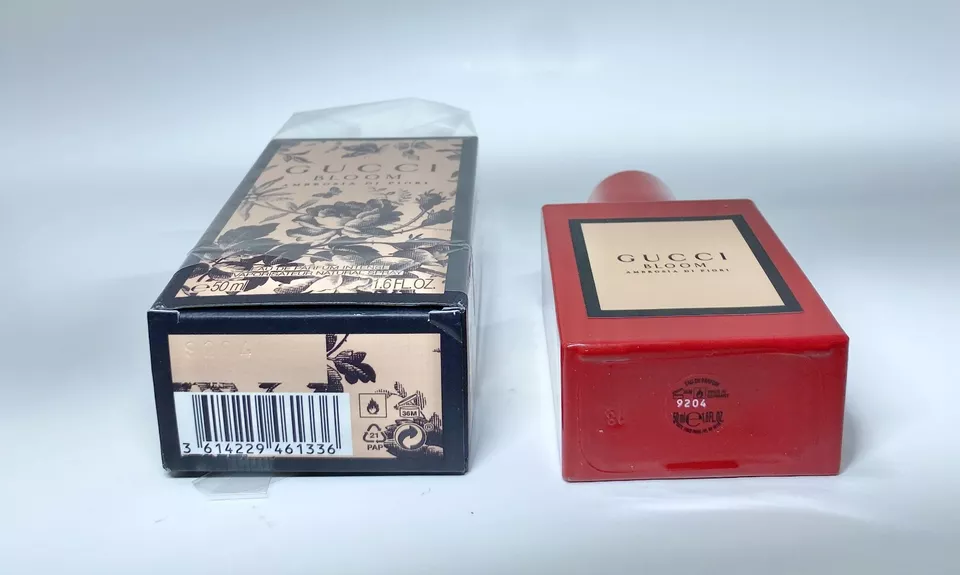 GUCCI
BLOOM
AMBROSIA DI FIORI
EAU DE PARFUM INTENSE
VAPORISATEUR NATURAL SPRAY
℮50 ml 1.6 FL.OZ.
3 614229 461336
36M
21
PAP
GUCCI
BLOOM
AMBROSIA DI FIORI
EAU DE PARFUM
9204
50 ml ℮ 1.6 FL.OZ.